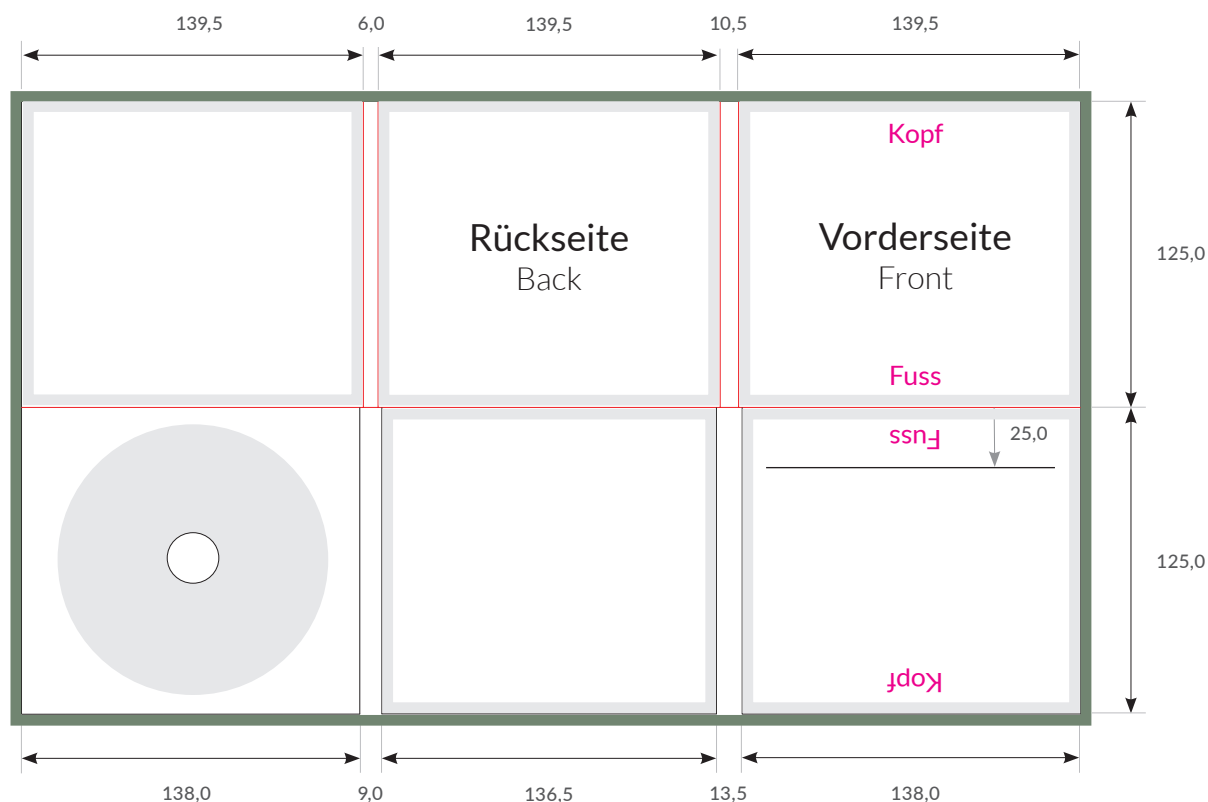 139,5 6,0 139,5 10,5 139,5
Kopf
Rückseite
Back
Vorderseite
Front
125,0
Fuss
Fuss
25,0
125,0
Kopf
138,0 9,0 136,5 13,5 138,0